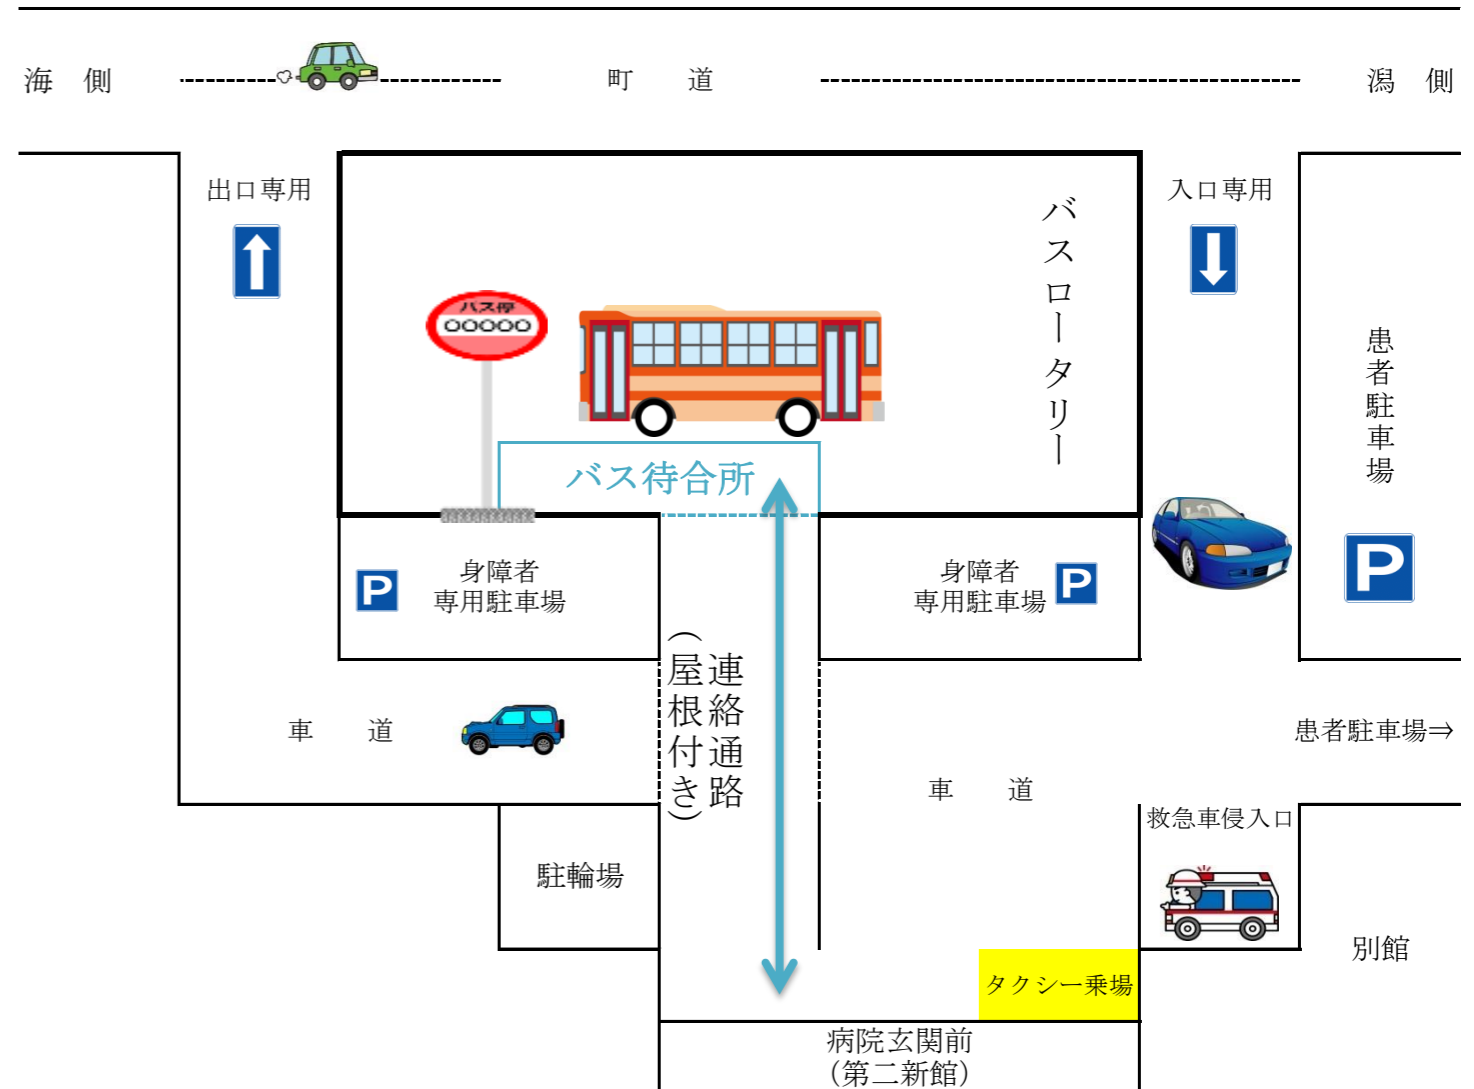 海　側
町　　道
潟　側
出口専用
入口専用
バスロータリー
バス停
○○○○○
患者駐車場
バス待合所
P
身障者
専用駐車場
身障者
専用駐車場
P
P
連絡通路
（屋根付き）
車　　道
患者駐車場⇒
車　　道
救急車侵入口
駐輪場
別館
タクシー乗場
病院玄関前
（第二新館）